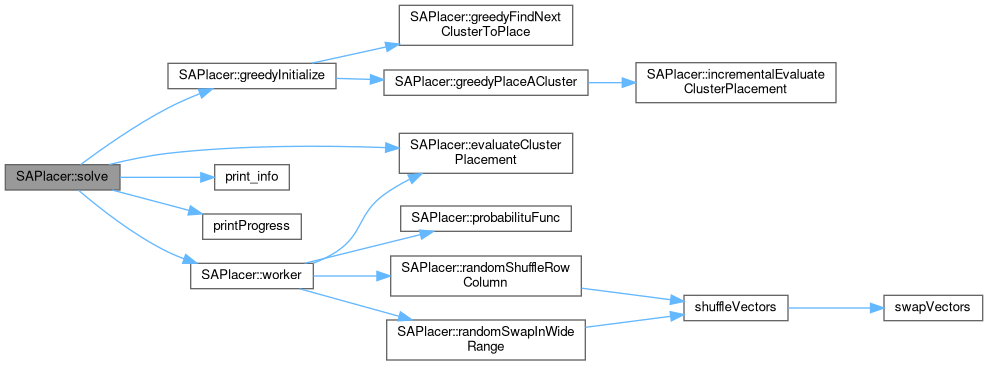 SAPlacer::solve
SAPlacer::greedyInitialize
SAPlacer::greedyFindNext
ClusterToPlace
SAPlacer::greedyPlaceACluster
SAPlacer::incrementalEvaluate
ClusterPlacement
SAPlacer::evaluateCluster
Placement
print_info
printProgress
SAPlacer::worker
SAPlacer::probabilituFunc
SAPlacer::randomShuffleRow
Column
SAPlacer::randomSwapInWide
Range
shuffleVectors
swapVectors